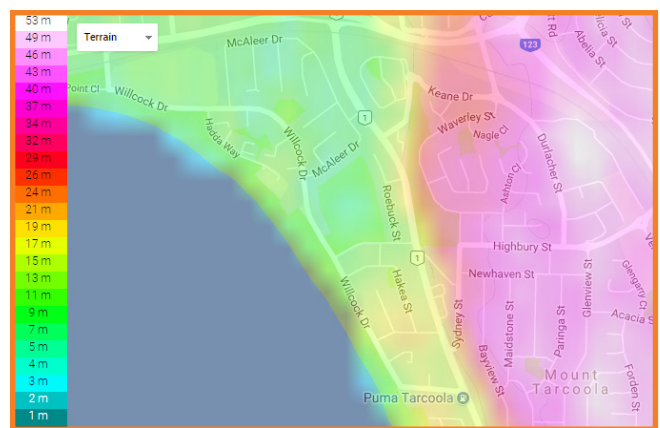 53 m
49 m
46 m
43 m
40 m
37 m
34 m
32 m
29 m
26 m
24 m
21 m
19 m
17 m
15 m
13 m
11 m
9 m
7 m
5 m
4 m
3 m
2 m
1 m
Terrain
McAleer Dr
123
Abelia St
Point Cl
Willcock Dr
Keane Dr
Waverley St
Nagle Cl
1
Hadda Way
Willcock Dr
McAleer Dr
Durlacher St
Ashton Cl
Roebuck St
Highbury St
1
Newhaven St
Hakea St
Willcock Dr
Sydney St
Maidstone St
Paringa St
Glenview St
Glengarry Ct
Acacia S
Bayview St
Mount
Tarcoola
Forden St
Puma Tarcoola